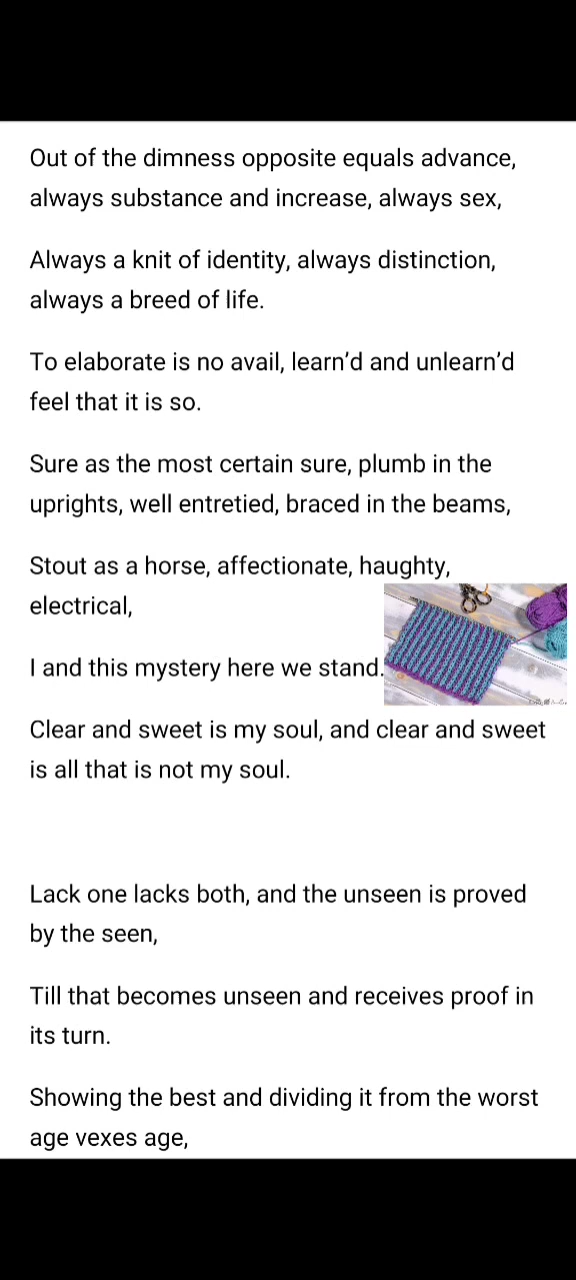 Out of the dimness opposite equals advance,
always substance and increase, always sex,
Always a knit of identity, always distinction,
always a breed of life.
To elaborate is no avail, learn’d and unlearn’d
feel that it is so.
Sure as the most certain sure, plumb in the
uprights, well entretied, braced in the beams,
Stout as a horse, affectionate, haughty,
electrical,
I and this mystery here we stand.
Clear and sweet is my soul, and clear and sweet
is all that is not my soul.
Lack one lacks both, and the unseen is proved
by the seen,
Till that becomes unseen and receives proof in
its turn.
Showing the best and dividing it from the worst
age vexes age,